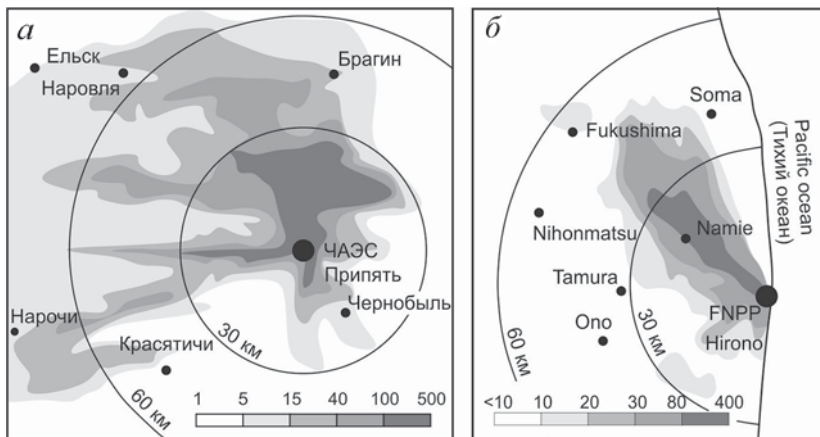 а
Ельск
Наровля
Брагин
ЧАЭС
Припять
Чернобыль
Нарочи
Красятичи
30 км
60 км
1 5 15 40 100 500
б
Soma
Fukushima
Pacific ocean
(Тихий океан)
Nihonmatsu
Namie
Tamura
FNPP
Ono
Hirono
30 км
60 км
<10 10 20 30 80 400